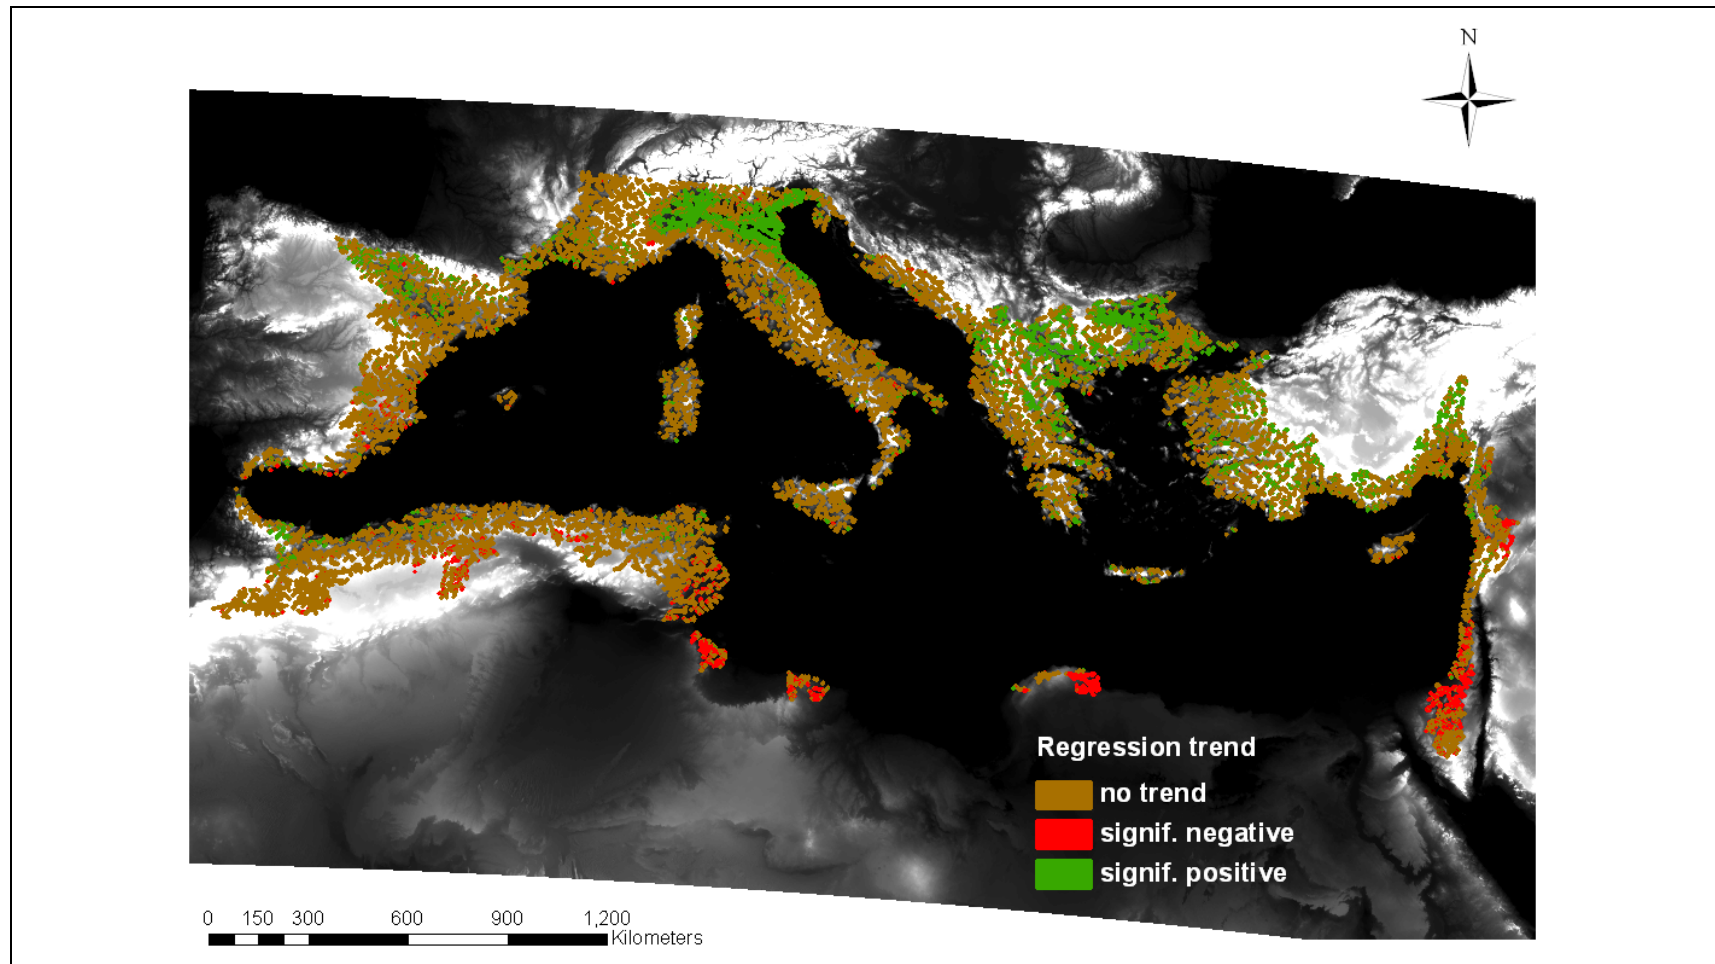 N
Regression trend
no trend
signif. negative
signif. positive
0 150 300 600 900 1,200
Kilometers